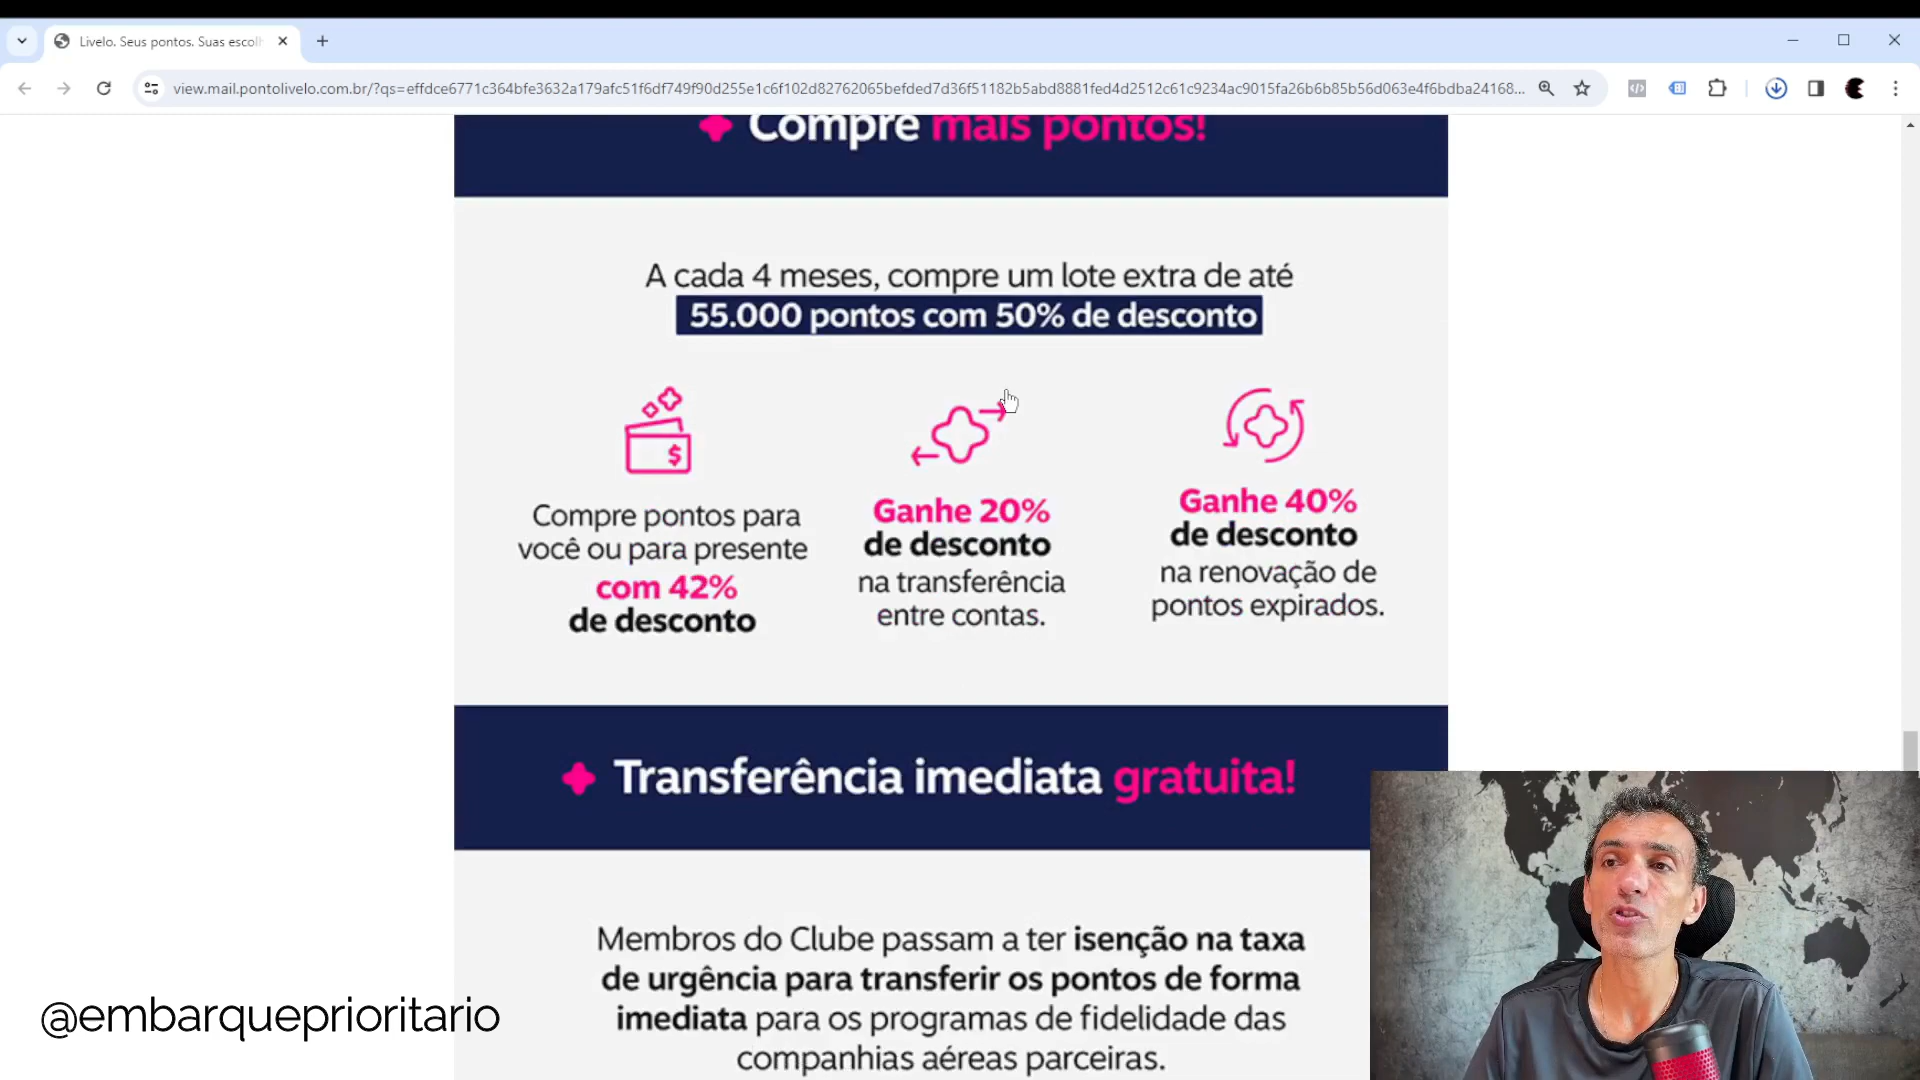 Livelo. Seus pontos. Suas escol
view.mail.pontolivelo.com.br/?qs=effdce6771c364bfe3632a179afc51f6df749f90d255e1c6f102d82762065befded7d36f51182b5abd8881fed4d2512c61c9234ac9015fa26b6b85b56d063e4f6bdba24168...
Compre mais pontos!
A cada 4 meses, compre um lote extra de até
55.000 pontos com 50% de desconto
Compre pontos para
você ou para presente
com 42%
de desconto
Ganhe 20%
de desconto
na transferência
entre contas.
Ganhe 40%
de desconto
na renovação de
pontos expirados.
Transferência imediata gratuita!
Membros do Clube passam a ter isenção na taxa
de urgência para transferir os pontos de forma
imediata para os programas de fidelidade das
companhias aéreas parceiras.
@embarqueprioritario